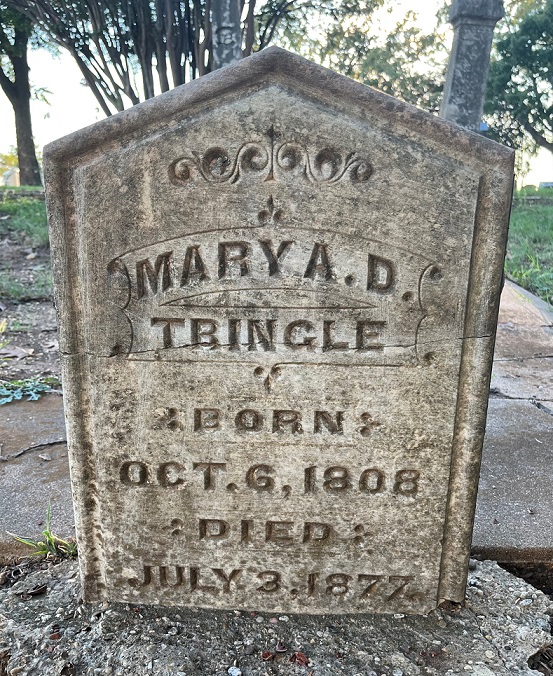 MARY A. D.
TRINGLE
BORN
OCT. 6, 1808
DIED
JULY 3, 1877.